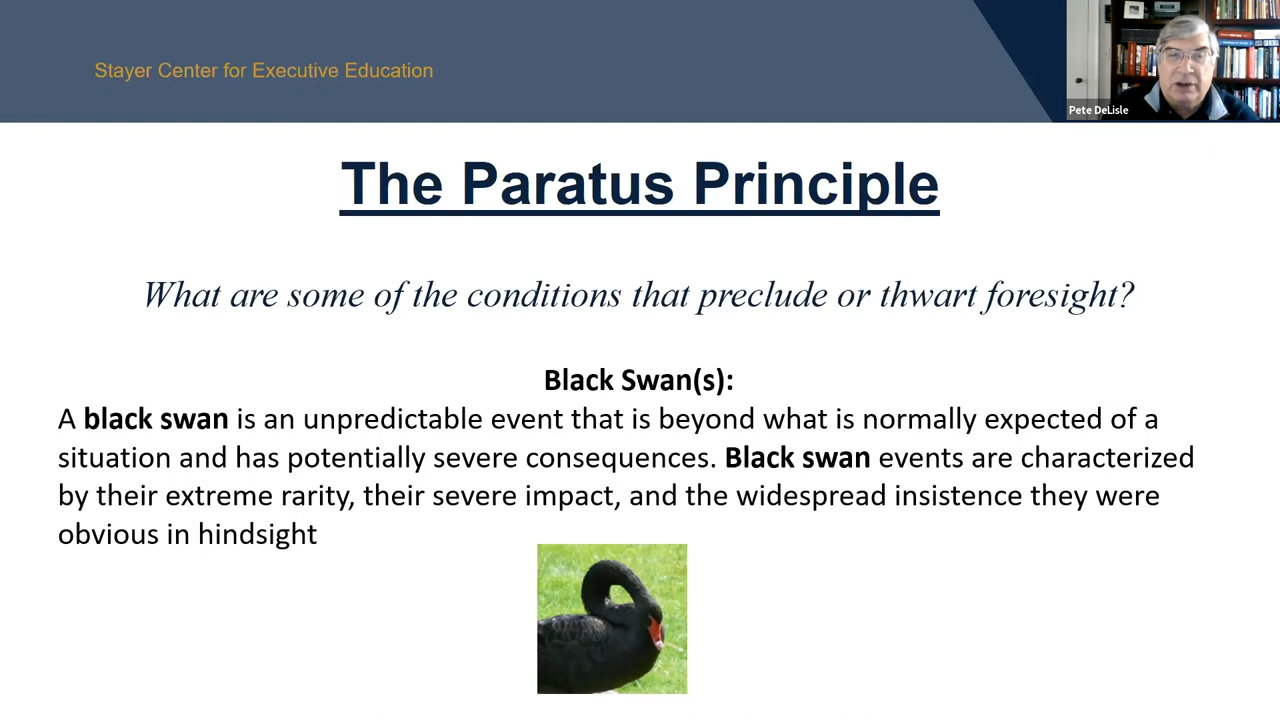 Stayer Center for Executive Education
Pete DeLisle
The Paratus Principle
What are some of the conditions that preclude or thwart foresight?
Black Swan(s):
A black swan is an unpredictable event that is beyond what is normally expected of a
situation and has potentially severe consequences. Black swan events are characterized
by their extreme rarity, their severe impact, and the widespread insistence they were
obvious in hindsight